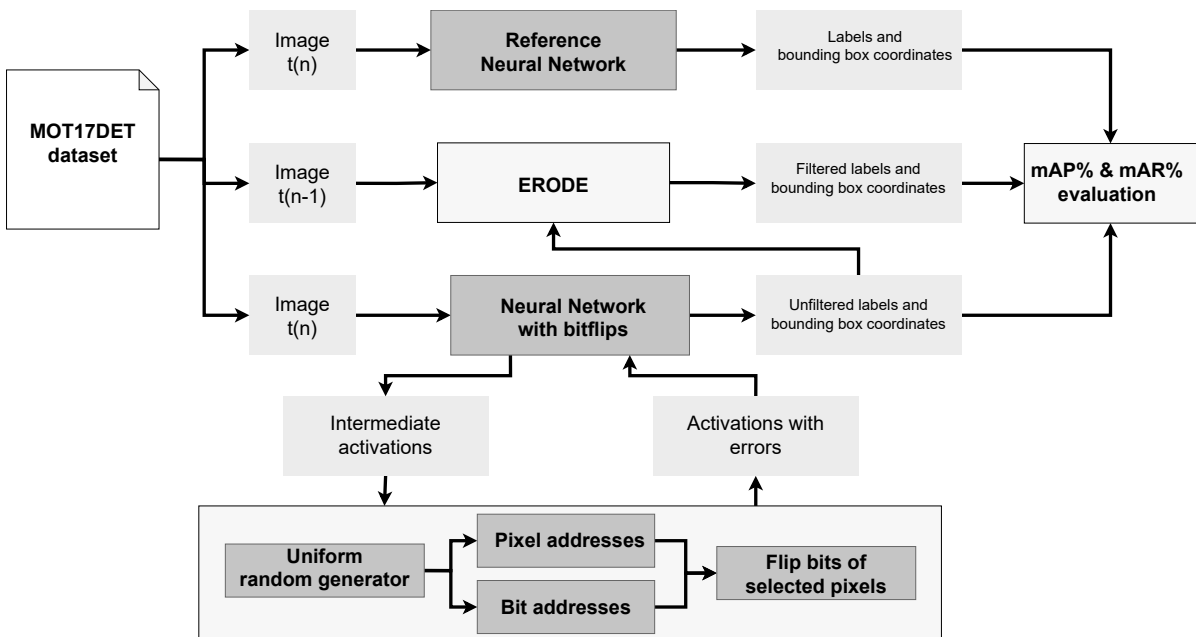 MOT17DET
dataset
Image
t(n)
Reference
Neural Network
Labels and
bounding box coordinates
Image
t(n-1)
ERODE
Filtered labels and
bounding box coordinates
mAP% & mAR%
evaluation
Image
t(n)
Neural Network
with bitflips
Unfiltered labels and
bounding box coordinates
Intermediate
activations
Activations with
errors
Uniform
random generator
Pixel addresses
Bit addresses
Flip bits of
selected pixels